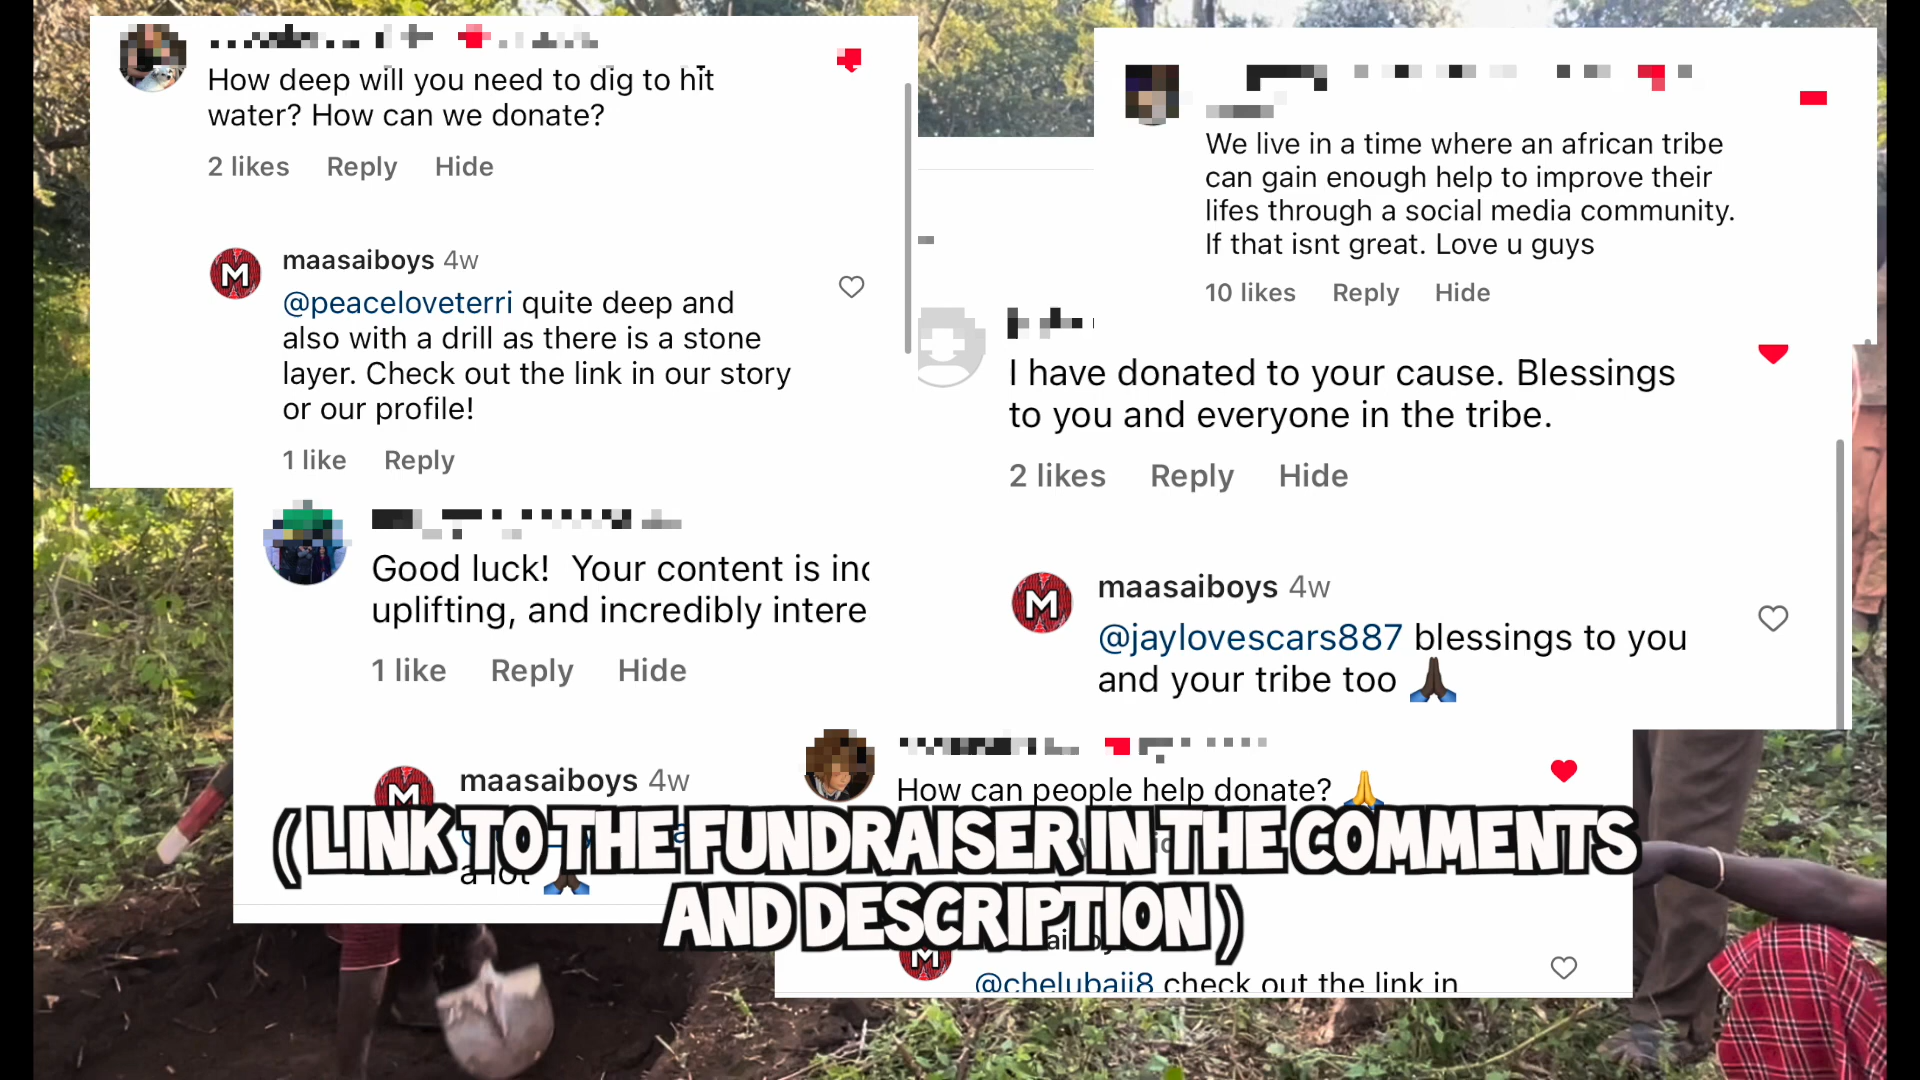 How deep will you need to dig to hit
water? How can we donate?
2 likes Reply Hide
M
maasaiboys 4w
@peaceloveterri quite deep and
also with a drill as there is a stone
layer. Check out the link in our story
or our profile!
1 like Reply
We live in a time where an african tribe
can gain enough help to improve their
lifes through a social media community.
If that isnt great. Love u guys
10 likes Reply Hide
I have donated to your cause. Blessings
to you and everyone in the tribe.
2 likes Reply Hide
M
maasaiboys 4w
@jaylovescars887 blessings to you
and your tribe too 🙏🏿
Good luck! Your content is inc
uplifting, and incredibly intere
1 like Reply Hide
M
maasaiboys 4w
a lot 🙏🏿
How can people help donate? 🙏
M
@chelubaii8 check out the link in
(LINK TO THE FUNDRAISER IN THE COMMENTS
AND DESCRIPTION)